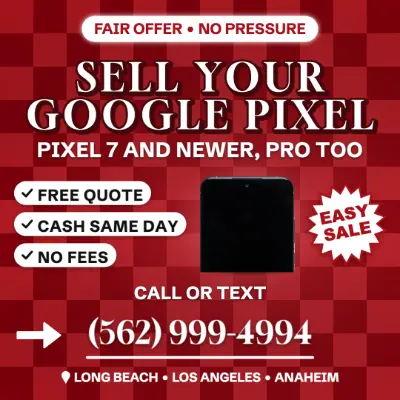 FAIR OFFER • NO PRESSURE
SELL YOUR
GOOGLE PIXEL
PIXEL 7 AND NEWER, PRO TOO
FREE QUOTE
CASH SAME DAY
NO FEES
EASY
SALE
CALL OR TEXT
(562) 999-4994
LONG BEACH • LOS ANGELES • ANAHEIM